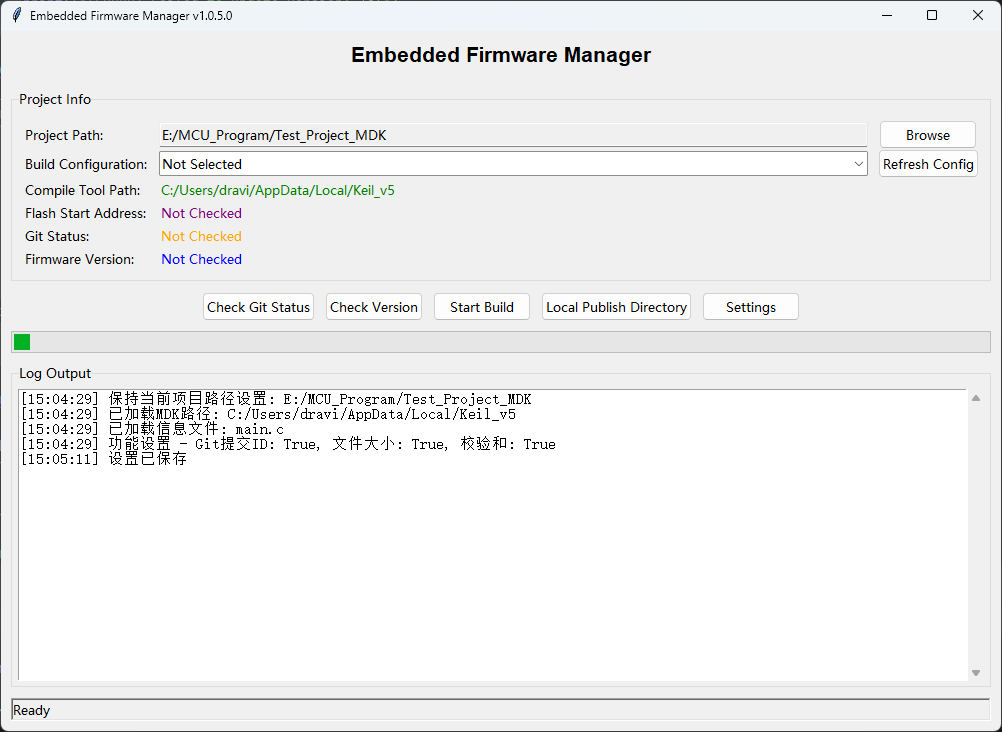 Embedded Firmware Manager v1.0.5.0
Embedded Firmware Manager
Project Info
Project Path: E:/MCU_Program/Test_Project_MDK Browse
Build Configuration: Not Selected Refresh Config
Compile Tool Path: C:/Users/dravi/AppData/Local/Keil_v5
Flash Start Address: Not Checked
Git Status: Not Checked
Firmware Version: Not Checked
Check Git Status Check Version Start Build Local Publish Directory Settings
Log Output
[15:04:29] 保持当前项目路径设置: E:/MCU_Program/Test_Project_MDK
[15:04:29] 已加载MDK路径: C:/Users/dravi/AppData/Local/Keil_v5
[15:04:29] 已加载信息文件: main.c
[15:04:29] 功能设置 - Git提交ID: True, 文件大小: True, 校验和: True
[15:05:11] 设置已保存
Ready